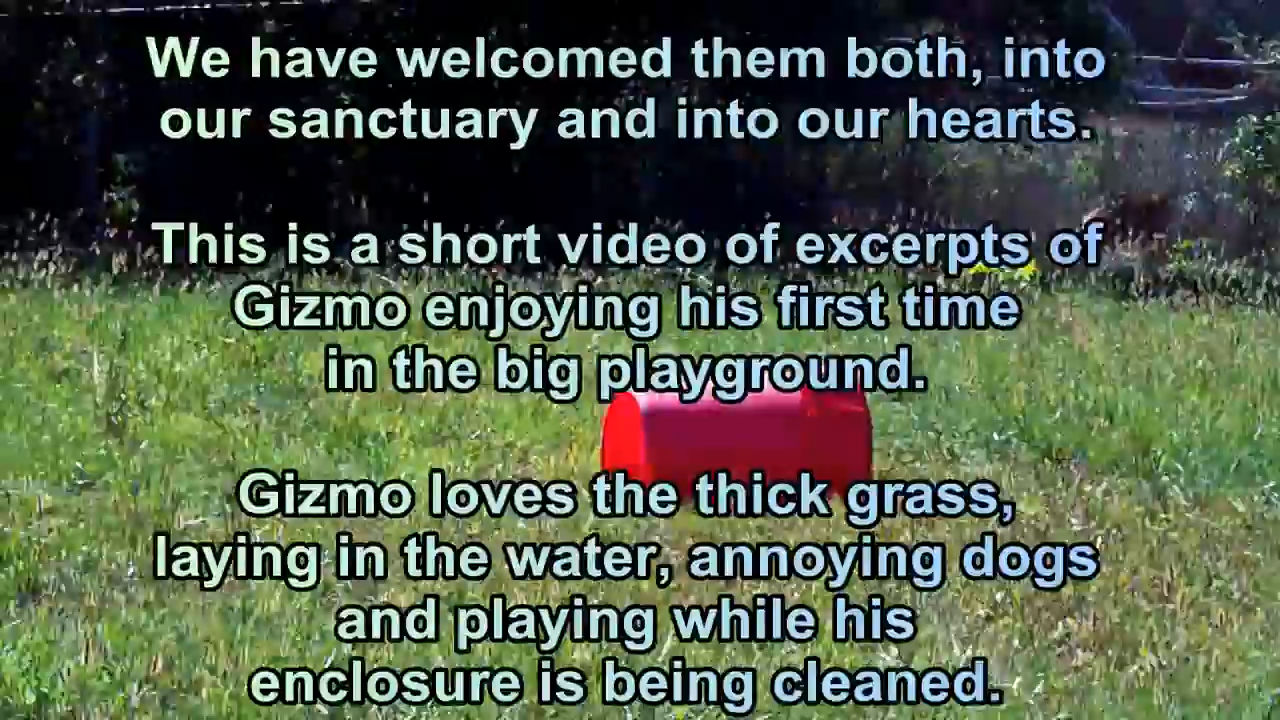 We have welcomed them both, into
our sanctuary and into our hearts.
This is a short video of excerpts of
Gizmo enjoying his first time
in the big playground.
Gizmo loves the thick grass,
laying in the water, annoying dogs
and playing while his
enclosure is being cleaned.